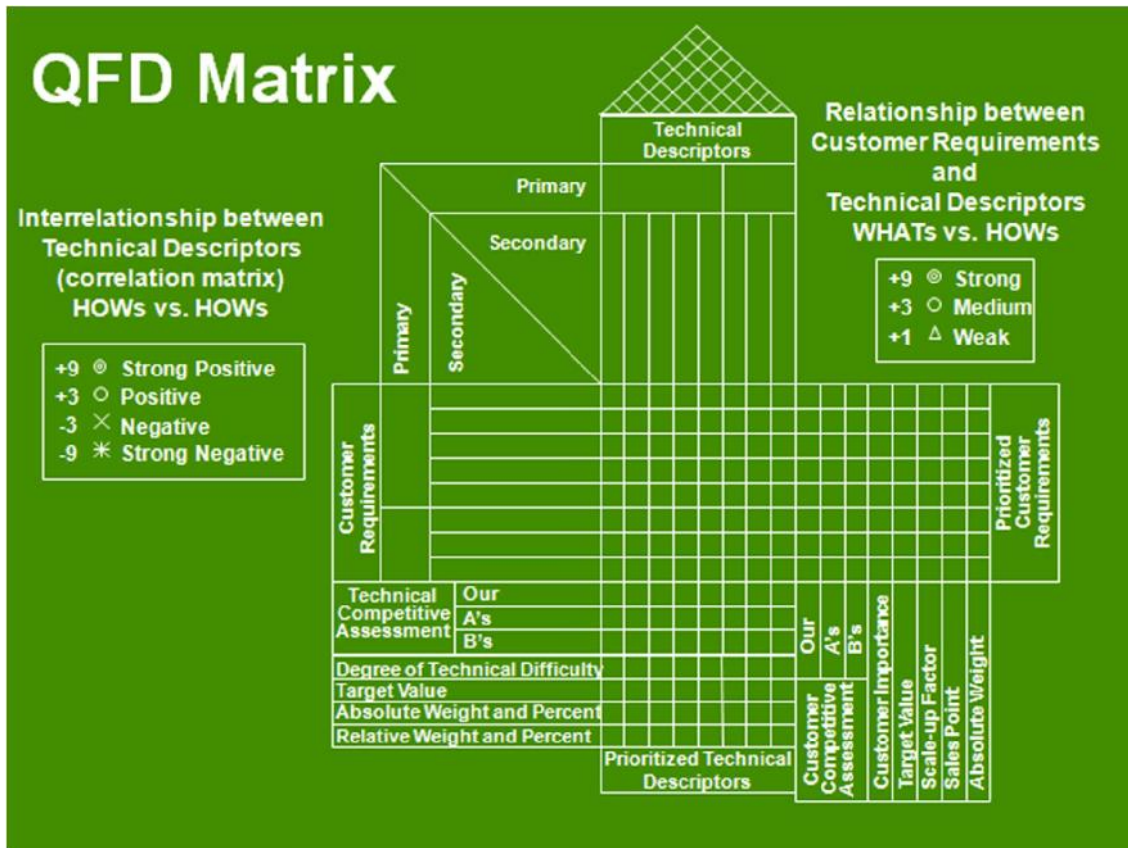 QFD Matrix
Technical
Descriptors
Relationship between
Customer Requirements
and
Technical Descriptors
WHATs vs. HOWs
+9 ◎ Strong
+3 ○ Medium
+1 △ Weak
Interrelationship between
Technical Descriptors
(correlation matrix)
HOWs vs. HOWs
+9 ◎ Strong Positive
+3 ○ Positive
-3 × Negative
-9 ✳ Strong Negative
Primary
Secondary
Primary
Secondary
Customer
Requirements
Prioritized
Customer
Requirements
Technical
Competitive
Assessment
Our
A's
B's
Degree of Technical Difficulty
Target Value
Absolute Weight and Percent
Relative Weight and Percent
Prioritized Technical
Descriptors
Our
A's
B's
Customer
Competitive
Assessment
Customer Importance
Target Value
Scale-up Factor
Sales Point
Absolute Weight